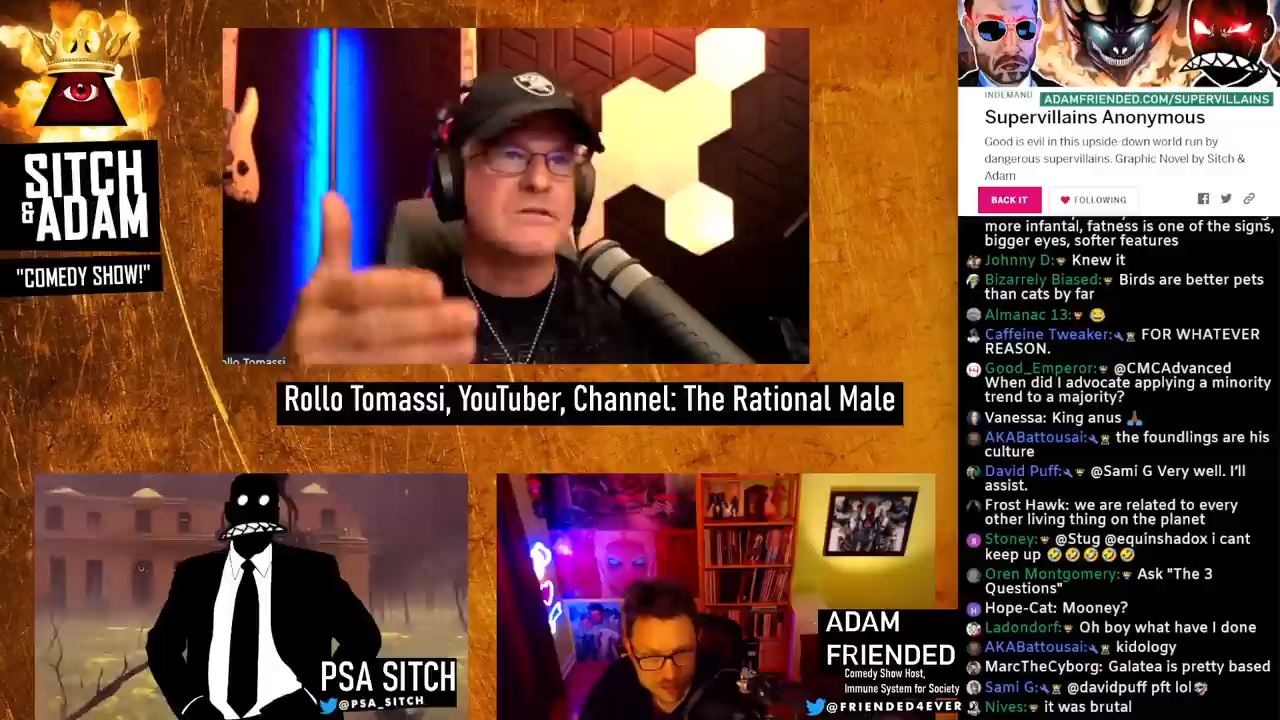 SITCH
& ADAM
"COMEDY SHOW!"
Rollo Tomassi
Rollo Tomassi, YouTuber, Channel: The Rational Male
PSA SITCH
@PSA_SITCH
ADAM
FRIENDED
Comedy Show Host,
Immune System for Society
@FRIENDED4EVER
INDEMAND
ADAMFRIENDED.COM/SUPERVILLAINS
Supervillains Anonymous
Good is evil in this upside-down world run by
dangerous supervillains. Graphic Novel by Sitch &
Adam
BACK IT
FOLLOWING
more infantal, fatness is one of the signs,
bigger eyes, softer features
Johnny D: Knew it
Bizarrely Biased: Birds are better pets
than cats by far
Almanac 13: 😂
Caffeine Tweaker: FOR WHATEVER
REASON.
Good_Emperor: @CMCAdvanced
When did I advocate applying a minority
trend to a majority?
Vanessa: King anus 🙏🏾
AKABattousai: the foundlings are his
culture
David Puff: @Sami G Very well. I'll
assist.
Frost Hawk: we are related to every
other living thing on the planet
Stoney: @Stug @equinshadox i cant
keep up 🤣🤣🤣🤣🤣
Oren Montgomery: Ask "The 3
Questions"
Hope-Cat: Mooney?
Ladondorf: Oh boy what have I done
AKABattousai: kidology
MarcTheCyborg: Galatea is pretty based
Sami G: @davidpuff pft lol
Nives: it was brutal